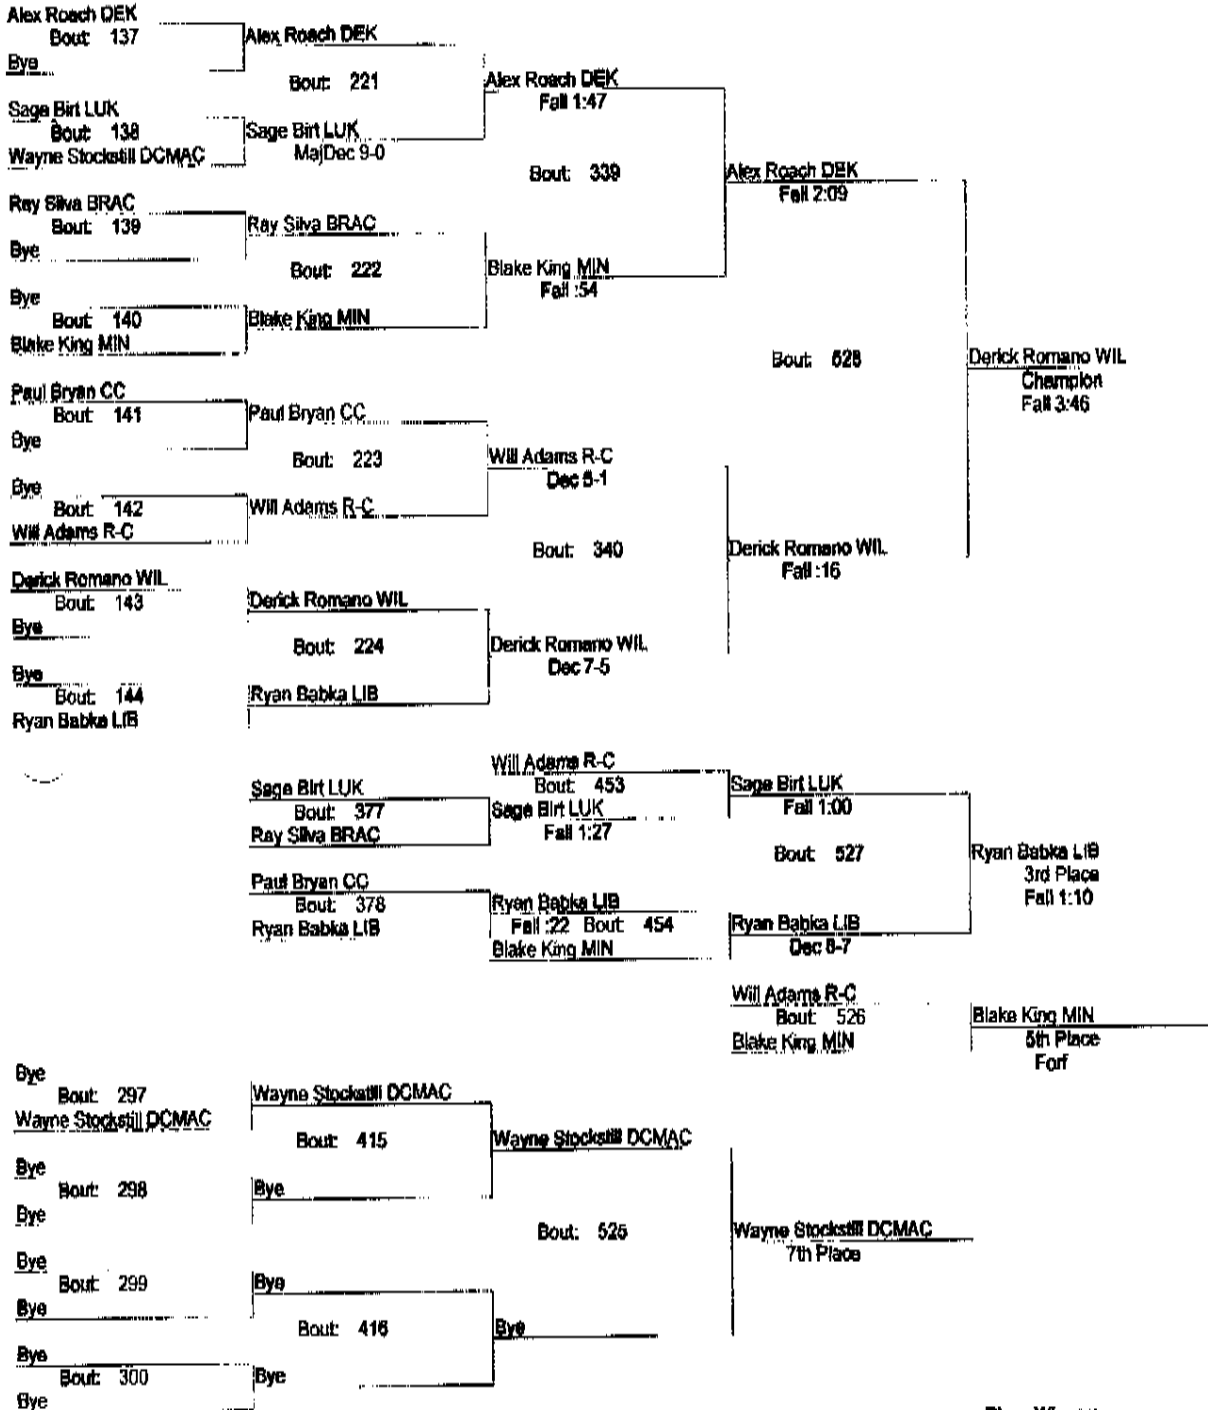 Alex Roach DEK
Bout: 137
Bye
Alex Roach DEK
Bout: 221
Sage Birt LUK
Bout: 138
Wayne Stockstill DCMAC
Sage Birt LUK
MajDec 9-0
Alex Roach DEK
Fall 1:47
Bout: 339
Ray Silva BRAC
Bout: 139
Bye
Ray Silva BRAC
Bout: 222
Bye
Bout: 140
Blake King MIN
Blake King MIN
Blake King MIN
Fall :54
Alex Roach DEK
Fall 2:09
Bout: 528
Paul Bryan CC
Bout: 141
Bye
Paul Bryan CC
Bout: 223
Bye
Bout: 142
Will Adams R-C
Will Adams R-C
Will Adams R-C
Dec 5-1
Bout: 340
Derick Romano WIL
Bout: 143
Bye
Derick Romano WIL
Bout: 224
Bye
Bout: 144
Ryan Babka LIB
Ryan Babka LIB
Derick Romano WIL
Dec 7-5
Derick Romano WIL
Fall :16
Derick Romano WIL
Champion
Fall 3:46
Sage Birt LUK
Bout: 377
Ray Silva BRAC
Will Adams R-C
Bout: 453
Sage Birt LUK
Fall 1:27
Sage Birt LUK
Fall 1:00
Bout: 527
Paul Bryan CC
Bout: 378
Ryan Babka LIB
Ryan Babka LIB
Fall :22 Bout: 454
Blake King MIN
Ryan Babka LIB
Dec 8-7
Ryan Babka LIB
3rd Place
Fall 1:10
Will Adams R-C
Bout: 526
Blake King MIN
Blake King MIN
5th Place
Forf
Bye
Bout: 297
Wayne Stockstill DCMAC
Wayne Stockstill DCMAC
Bout: 415
Bye
Bout: 298
Bye
Bye
Wayne Stockstill DCMAC
Bout: 525
Bye
Bout: 299
Bye
Bye
Bout: 416
Bye
Bout: 300
Bye
Bye
Bye
Wayne Stockstill DCMAC
7th Place